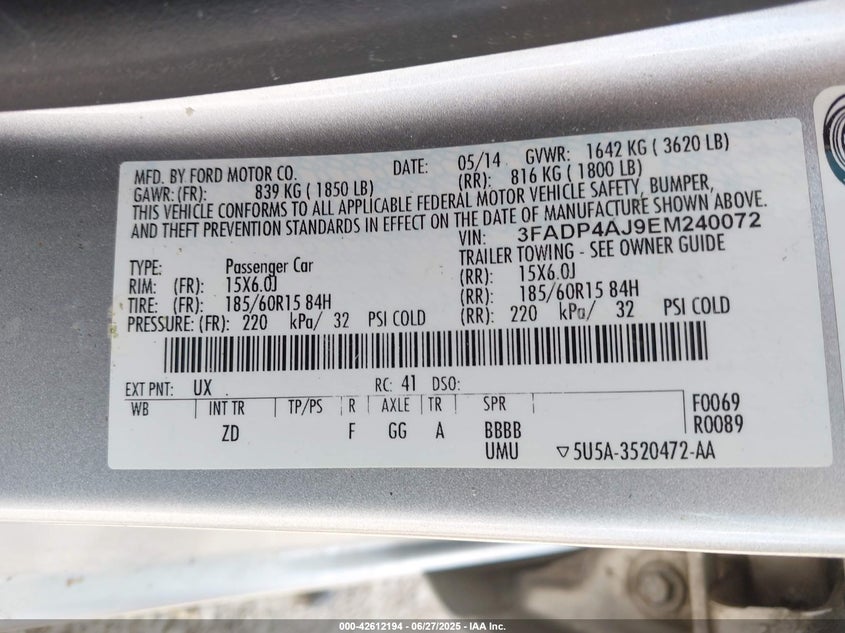 MFD. BY FORD MOTOR CO. DATE: 05/14 GVWR: 1642 KG ( 3620 LB)
GAWR: (FR): 839 KG ( 1850 LB) (RR): 816 KG ( 1800 LB)
THIS VEHICLE CONFORMS TO ALL APPLICABLE FEDERAL MOTOR VEHICLE SAFETY, BUMPER,
AND THEFT PREVENTION STANDARDS IN EFFECT ON THE DATE OF MANUFACTURE SHOWN ABOVE.
VIN: 3FADP4AJ9EM240072
TYPE: Passenger Car TRAILER TOWING - SEE OWNER GUIDE
RIM: (FR): 15X6.0J (RR): 15X6.0J
TIRE: (FR): 185/60R15 84H (RR): 185/60R15 84H
PRESSURE: (FR): 220 kPa/ 32 PSI COLD (RR): 220 kPa/ 32 PSI COLD
EXT PNT: UX RC: 41 DSO:
WB INT TR TP/PS R AXLE TR SPR F0069
ZD F GG A BBBB R0089
UMU ▽5U5A-3520472-AA
000-42612194 - 06/27/2025 - IAA Inc.